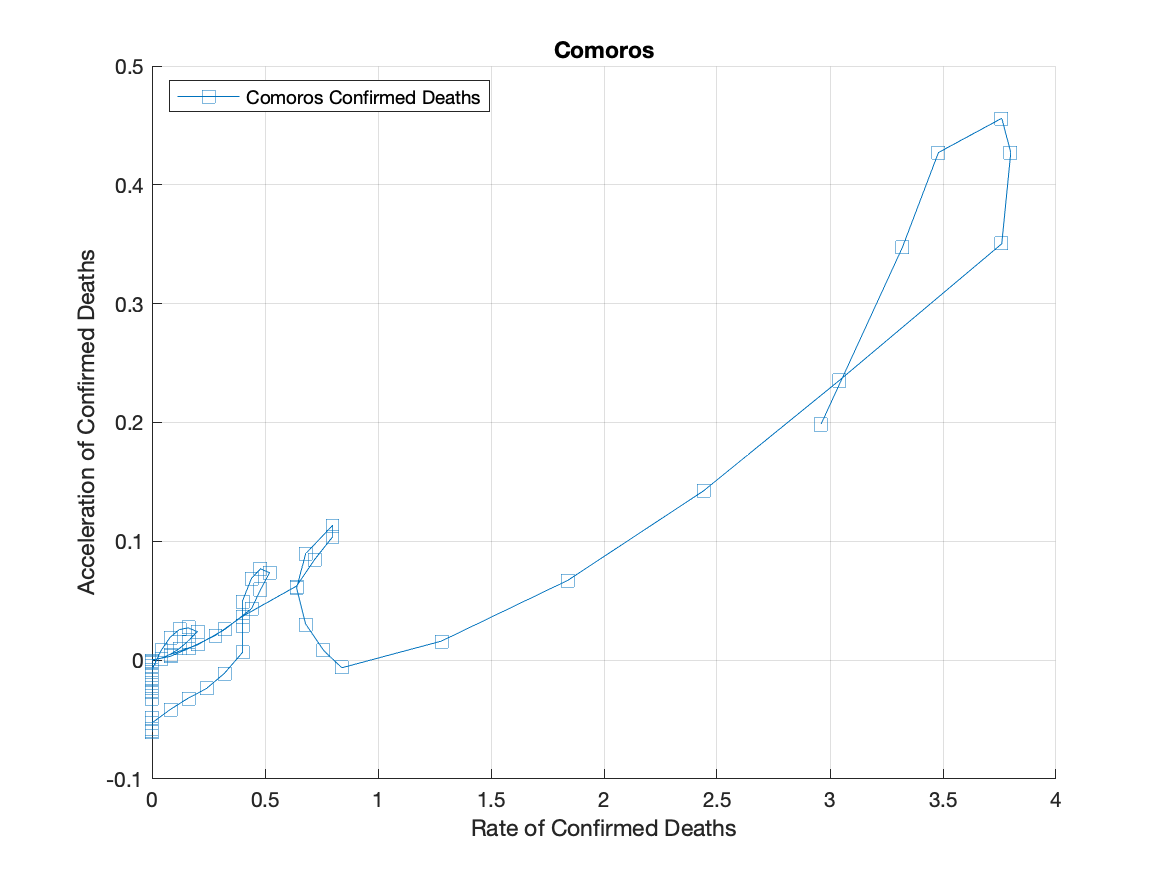 Comoros
Comoros Confirmed Deaths
Acceleration of Confirmed Deaths
0.5
0.4
0.3
0.2
0.1
0
-0.1
0 0.5 1 1.5 2 2.5 3 3.5 4
Rate of Confirmed Deaths